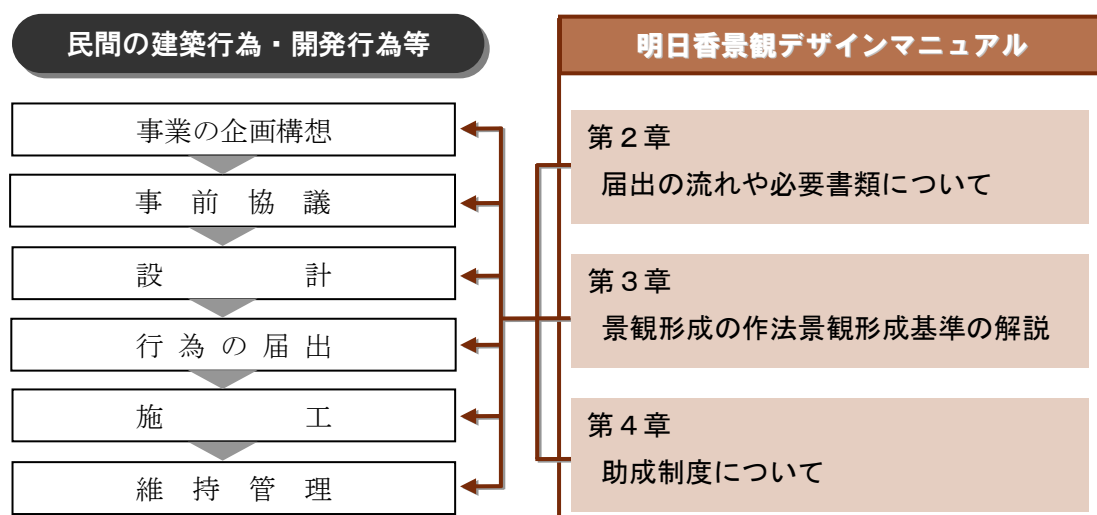 民間の建築行為・開発行為等
事業の企画構想
事前協議
設計
行為の届出
施工
維持管理
明日香景観デザインマニュアル
第２章
届出の流れや必要書類について
第３章
景観形成の作法景観形成基準の解説
第４章
助成制度について